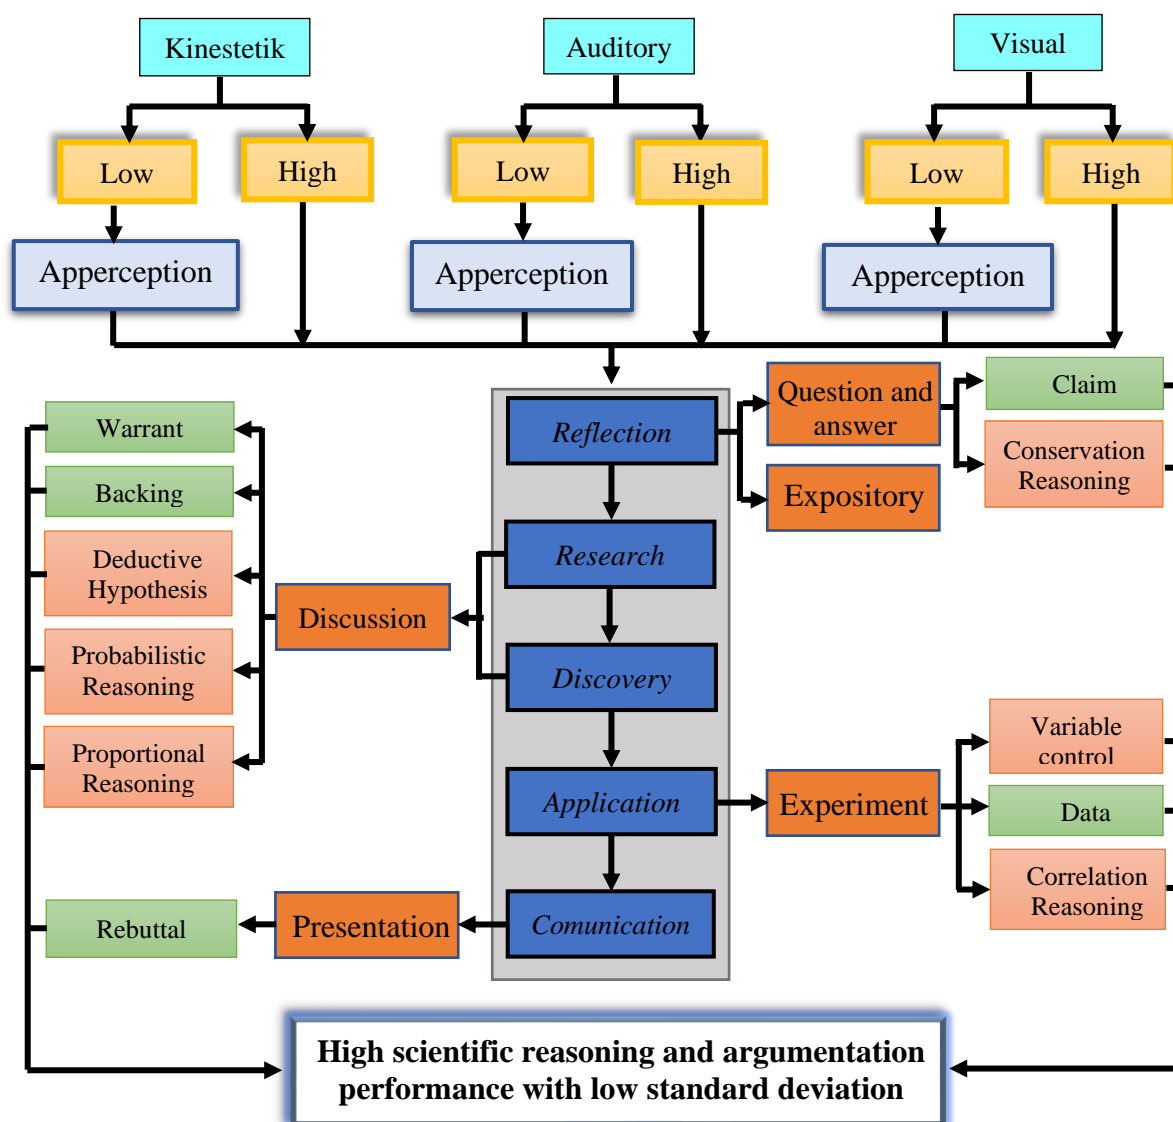 Kinestetik
Auditory
Visual
Low
High
Low
High
Low
High
Apperception
Apperception
Apperception
Reflection
Research
Discovery
Application
Comunication
Question and
answer
Expository
Claim
Conservation
Reasoning
Discussion
Warrant
Backing
Deductive
Hypothesis
Probabilistic
Reasoning
Proportional
Reasoning
Experiment
Variable
control
Data
Correlation
Reasoning
Presentation
Rebuttal
High scientific reasoning and argumentation
performance with low standard deviation